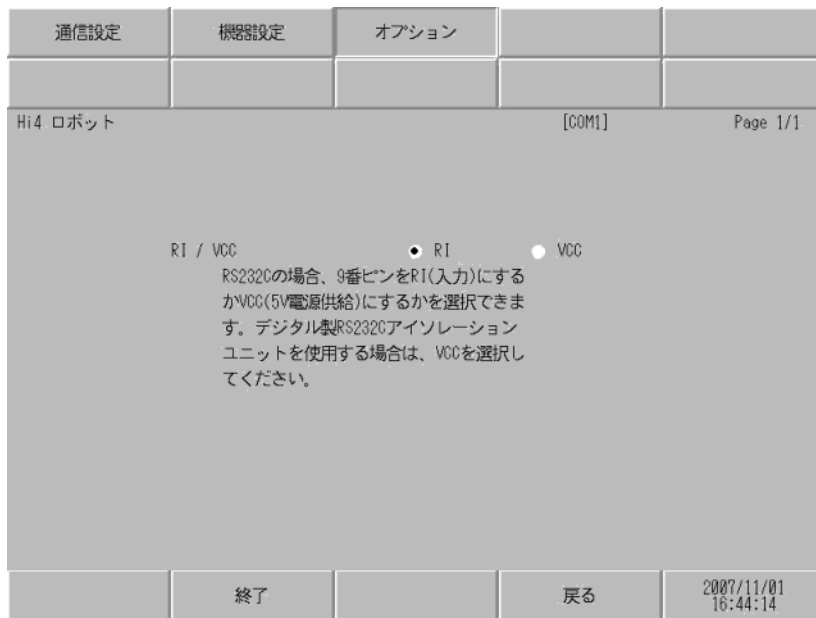 通信設定 機器設定 オプション
Hi4 ロボット [COM1] Page 1/1
RI / VCC RI VCC
RS232Cの場合、9番ピンをRI(入力)にする
かVCC(5V電源供給)にするかを選択できま
す。デジタル製RS232Cアイソレーション
ユニットを使用する場合は、VCCを選択し
てください。
終了 戻る 2007/11/01
16:44:14